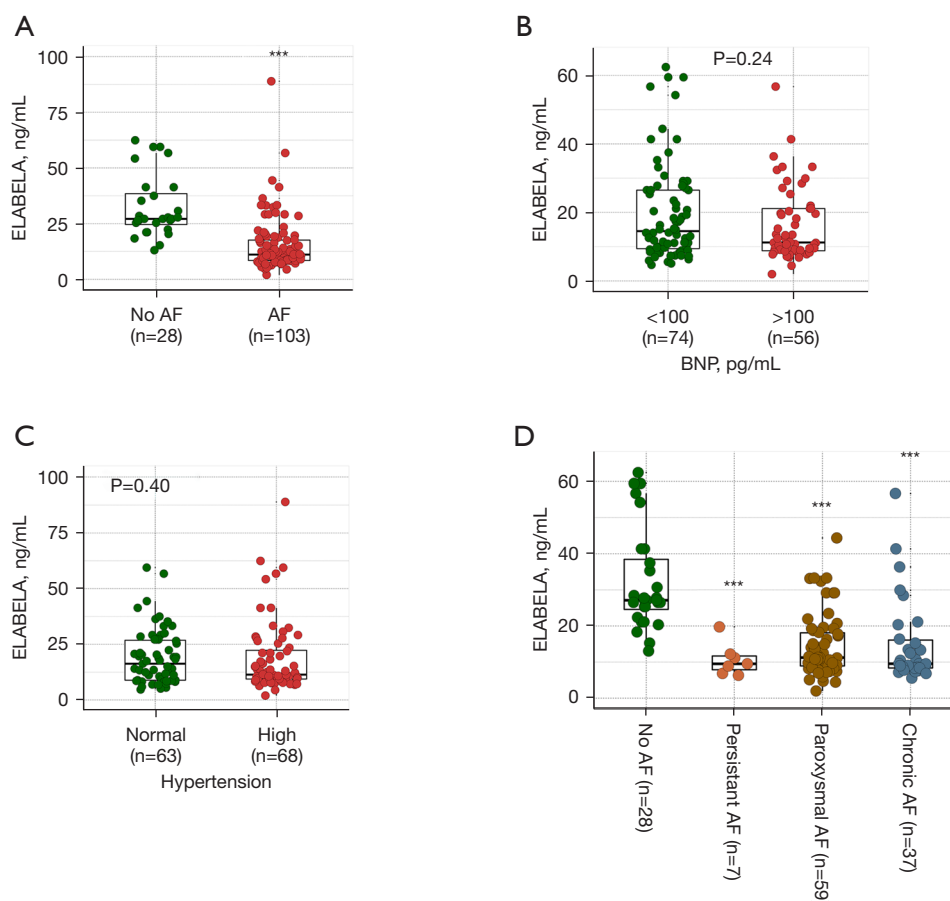 A
ELABELA, ng/mL
100
75
50
25
0
***
No AF
(n=28)
AF
(n=103)
B
ELABELA, ng/mL
60
40
20
0
P=0.24
<100
(n=74)
>100
(n=56)
BNP, pg/mL
C
ELABELA, ng/mL
100
75
50
25
0
P=0.40
Normal
(n=63)
High
(n=68)
Hypertension
D
ELABELA, ng/mL
60
40
20
0
***
***
***
No AF (n=28)
Persistant AF (n=7)
Paroxysmal AF (n=59
Chronic AF (n=37)